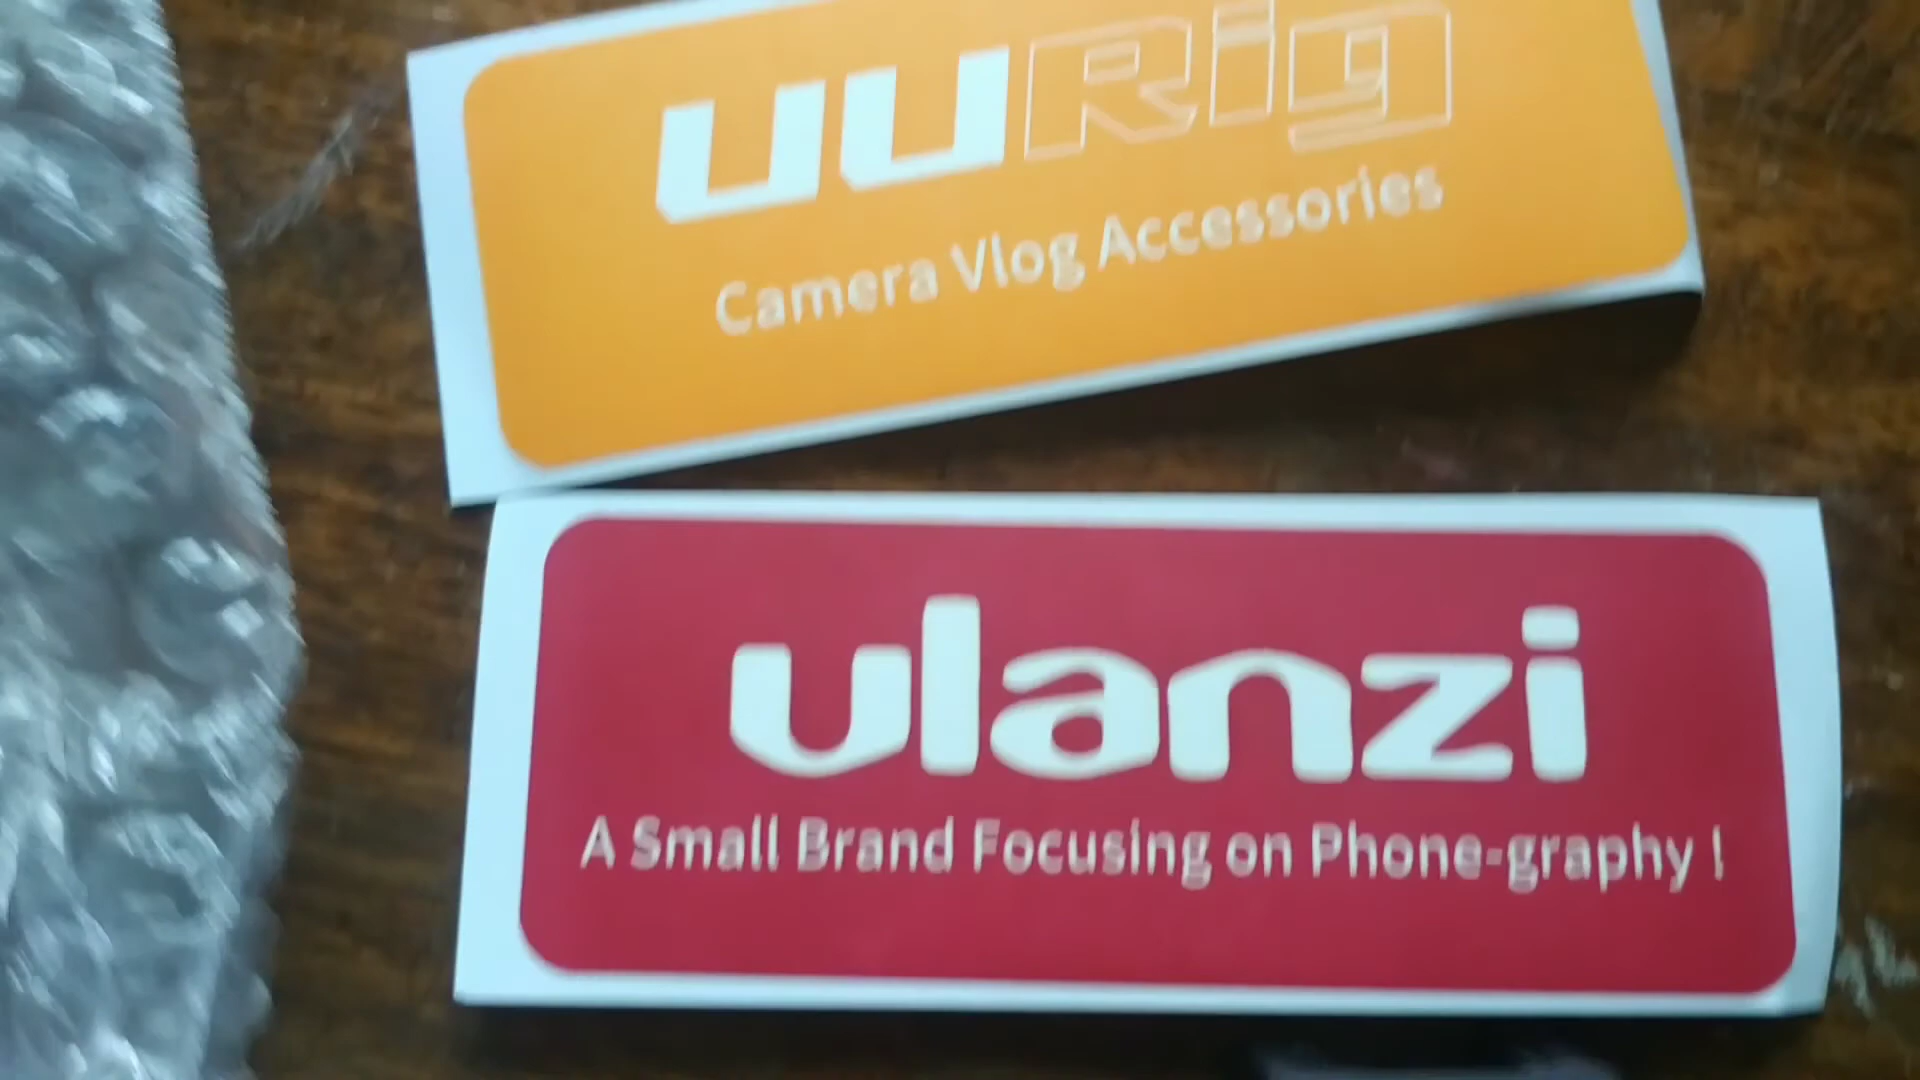 uuRig
Camera Vlog Accessories
ulanzi
A Small Brand Focusing on Phone-graphy !